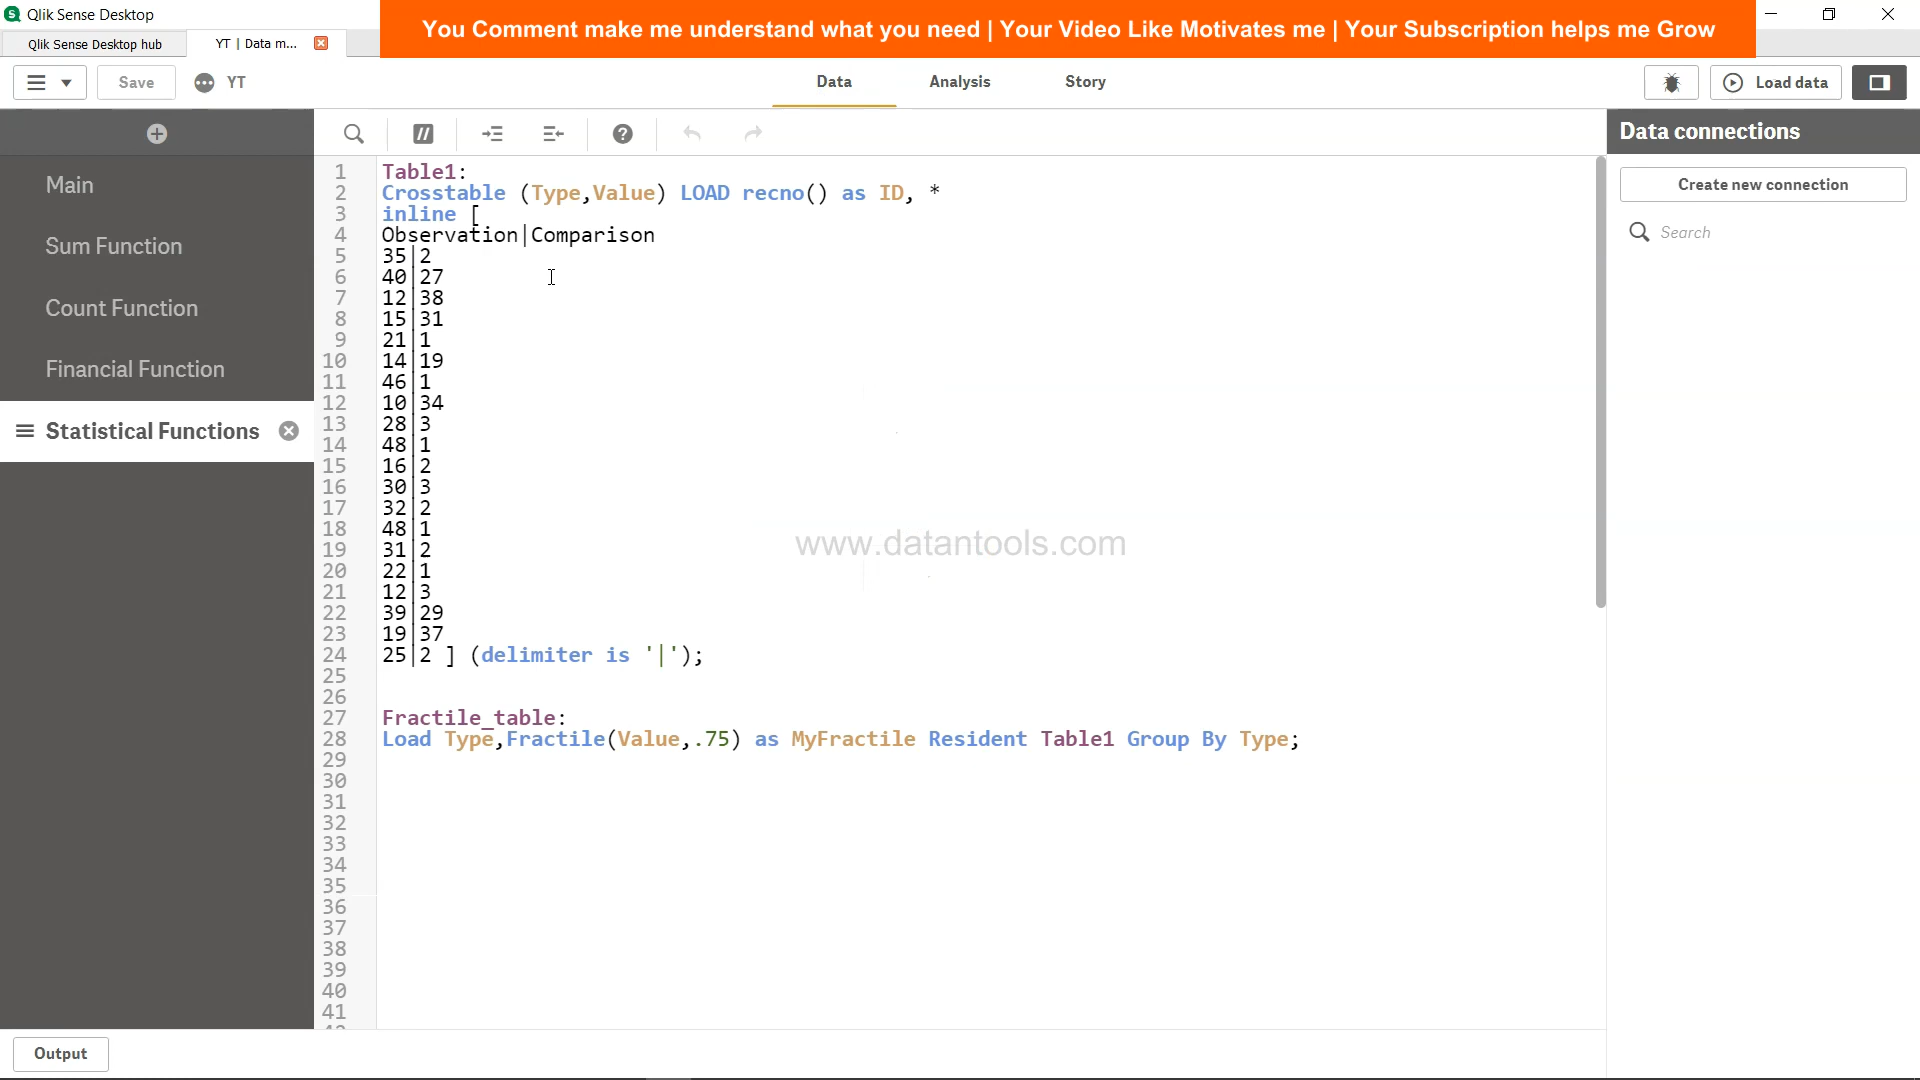 Qlik Sense Desktop
You Comment make me understand what you need | Your Video Like Motivates me | Your Subscription helps me Grow
Qlik Sense Desktop hub
YT | Data m...
Save
YT
Data
Analysis
Story
Load data
Main
Sum Function
Count Function
Financial Function
Statistical Functions
1 Table1:
2 Crosstable (Type,Value) LOAD recno() as ID, *
3 inline [
4 Observation|Comparison
5 35|2
6 40|27
7 12|38
8 15|31
9 21|1
10 14|19
11 46|1
12 10|34
13 28|3
14 48|1
15 16|2
16 30|3
17 32|2
18 48|1
19 31|2
20 22|1
21 12|3
22 39|29
23 19|37
24 25|2 ] (delimiter is '|');
25
26
27 Fractile_table:
28 Load Type,Fractile(Value,.75) as MyFractile Resident Table1 Group By Type;
29
30
31
32
33
34
35
36
37
38
39
40
41
www.datantools.com
Data connections
Create new connection
Search
Output